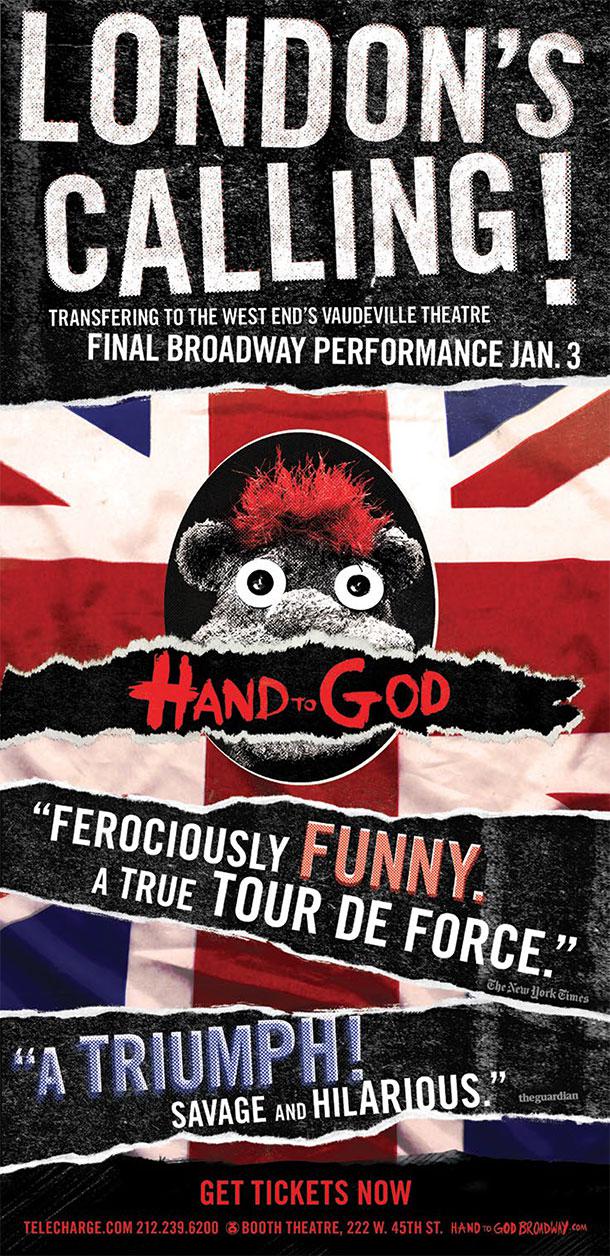 LONDON'S
CALLING!
TRANSFERING TO THE WEST END'S VAUDEVILLE THEATRE
FINAL BROADWAY PERFORMANCE JAN. 3
HAND TO GOD
“FEROCIOUSLY FUNNY.
A TRUE TOUR DE FORCE.”
The New York Times
“A TRIUMPH!
SAVAGE AND HILARIOUS.”
theguardian
GET TICKETS NOW
TELECHARGE.COM 212.239.6200 BOOTH THEATRE, 222 W. 45TH ST. HAND TO GOD BROADWAY.COM